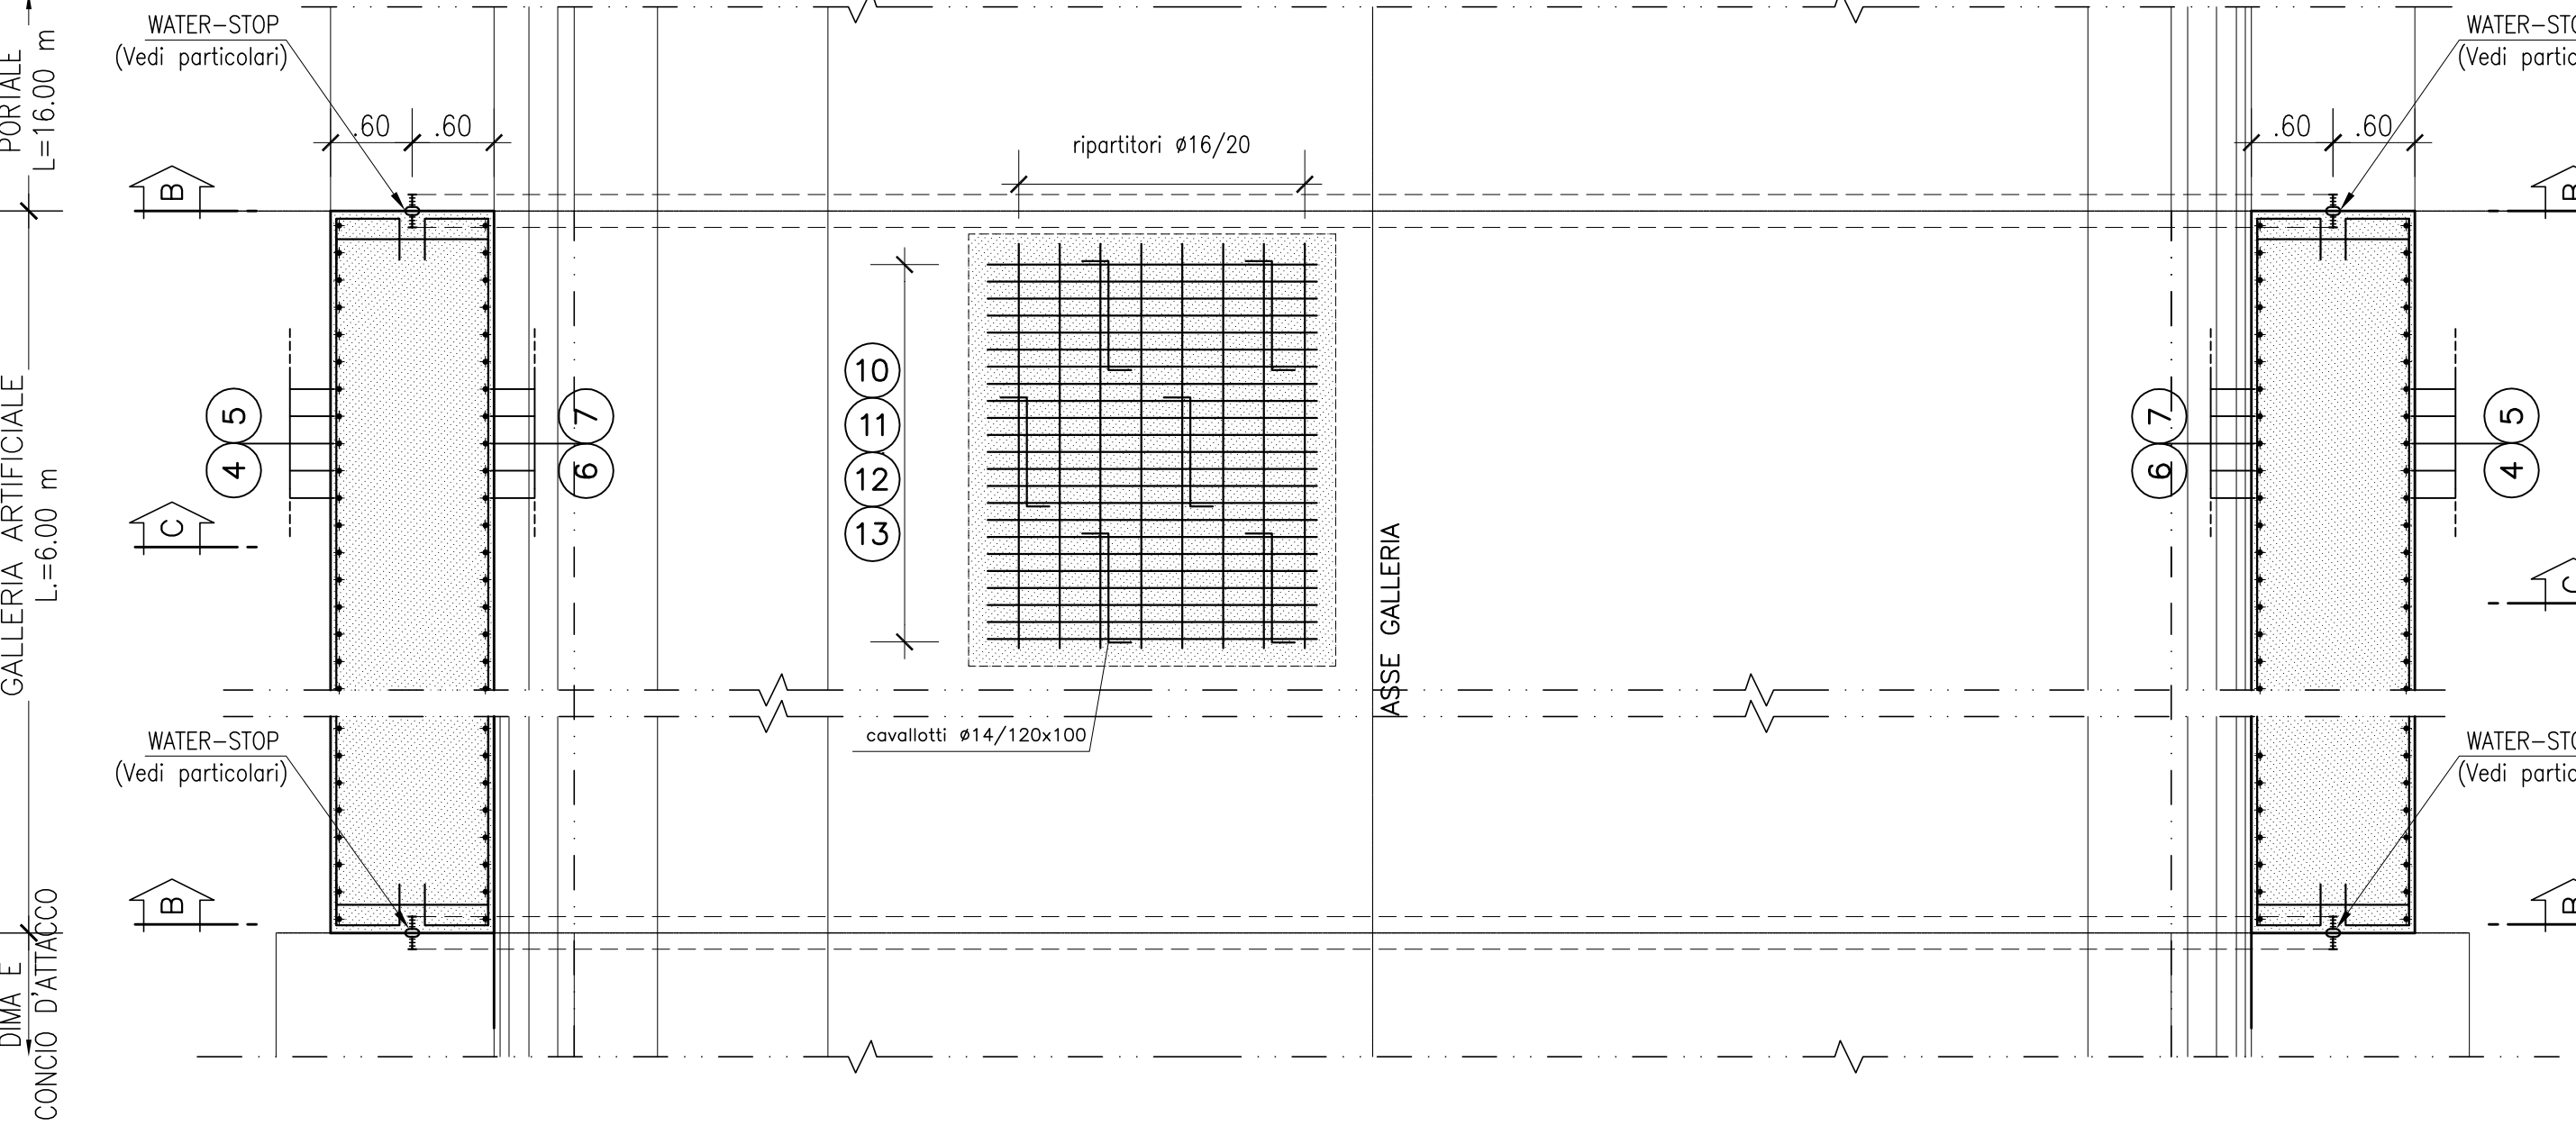 WATER-STOP
(Vedi particolari)
WATER-STO
(Vedi partic
PORTALE
L=16.00 m
.60 .60
.60 .60
ripartitori ø16/20
B
B
GALLERIA ARTIFICIALE
L.=6.00 m
5
4
7
6
10
11
12
13
7
6
5
4
C
C
ASSE GALLERIA
cavallotti ø14/120x100
WATER-STOP
(Vedi particolari)
WATER-STO
(Vedi partic
B
B
DIMA E
CONCIO D'ATTACCO